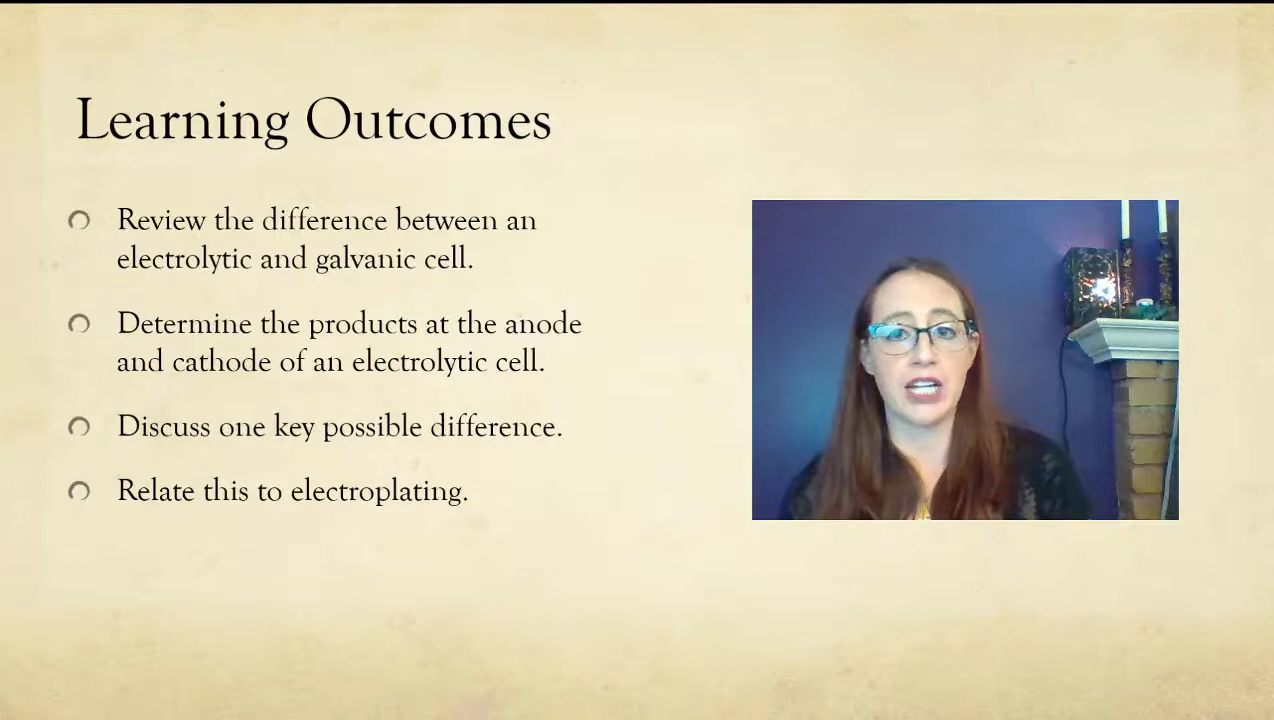 Learning Outcomes
Review the difference between an
electrolytic and galvanic cell.
Determine the products at the anode
and cathode of an electrolytic cell.
Discuss one key possible difference.
Relate this to electroplating.